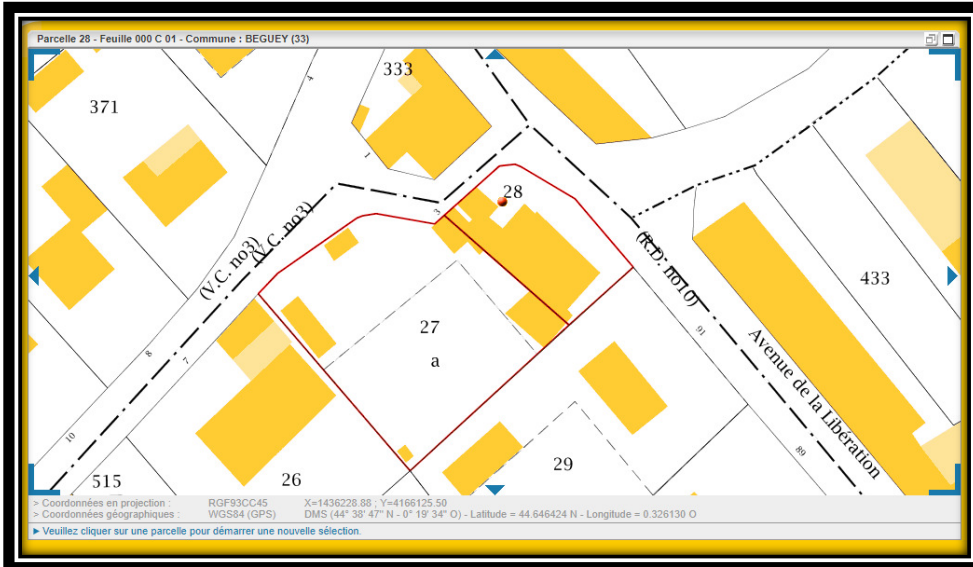 Parcelle 28 - Feuille 000 C 01 - Commune : BEGUEY (33)
333
4
371
1
28
3
(V.C. no3)
(V.C. no3)
(R.D. no10)
433
27
a
91
8
7
Avenue de la Libération
10
89
29
515
26
> Coordonnées en projection : RGF93CC45 X=1436228.88 ; Y=4166125.50
> Coordonnées géographiques : WGS84 (GPS) DMS (44° 38' 47" N - 0° 19' 34" O) - Latitude = 44.646424 N - Longitude = 0.326130 O
► Veuillez cliquer sur une parcelle pour démarrer une nouvelle sélection.